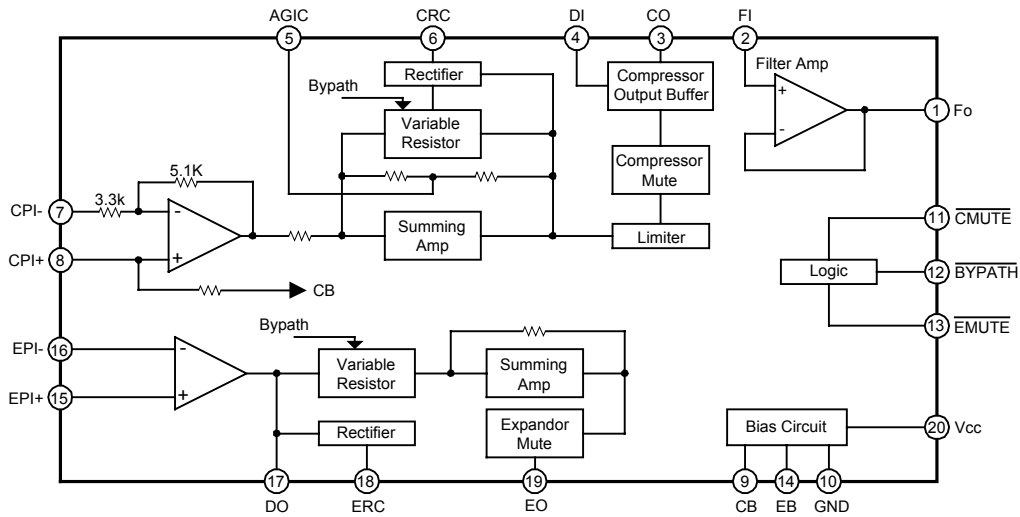 AGIC
CRC
DI
CO
FI
5
6
4
3
2
Filter Amp
Rectifier
Compressor
Output Buffer
Bypath
Variable
Resistor
+
-
1
Fo
Compressor
Mute
5.1K
3.3k
CPI-
7
-
CPI+
8
+
Summing
Amp
Limiter
CB
11
CMUTE
Logic
12
BYPATH
13
EMUTE
Bypath
EPI-
16
-
EPI+
15
+
Variable
Resistor
Summing
Amp
Rectifier
Expandor
Mute
Bias Circuit
20
Vcc
17
18
19
9
14
10
DO
ERC
EO
CB
EB
GND